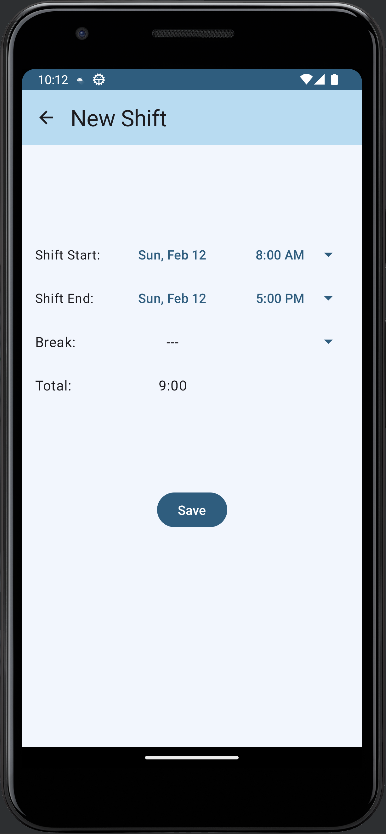 10:12
New Shift
Shift Start: Sun, Feb 12 8:00 AM
Shift End: Sun, Feb 12 5:00 PM
Break: ---
Total: 9:00
Save